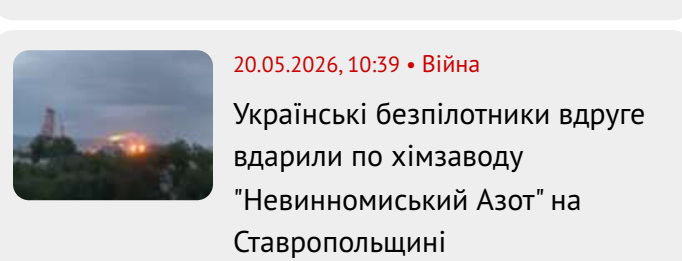 20.05.2026, 10:39 • Війна
Українські безпілотники вдруге
вдарили по хімзаводу
"Невинномиський Азот" на
Ставропольщині